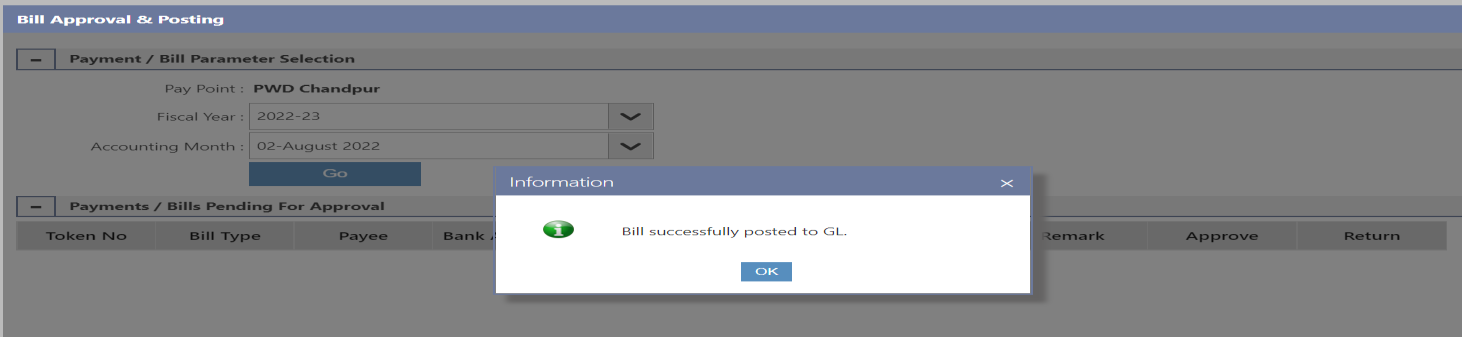 Bill Approval & Posting
– Payment / Bill Parameter Selection
Pay Point : PWD Chandpur
Fiscal Year : 2022-23
Accounting Month : 02-August 2022
Go
Information ×
– Payments / Bills Pending For Approval
Token No Bill Type Payee Bank Remark Approve Return
Bill successfully posted to GL.
OK